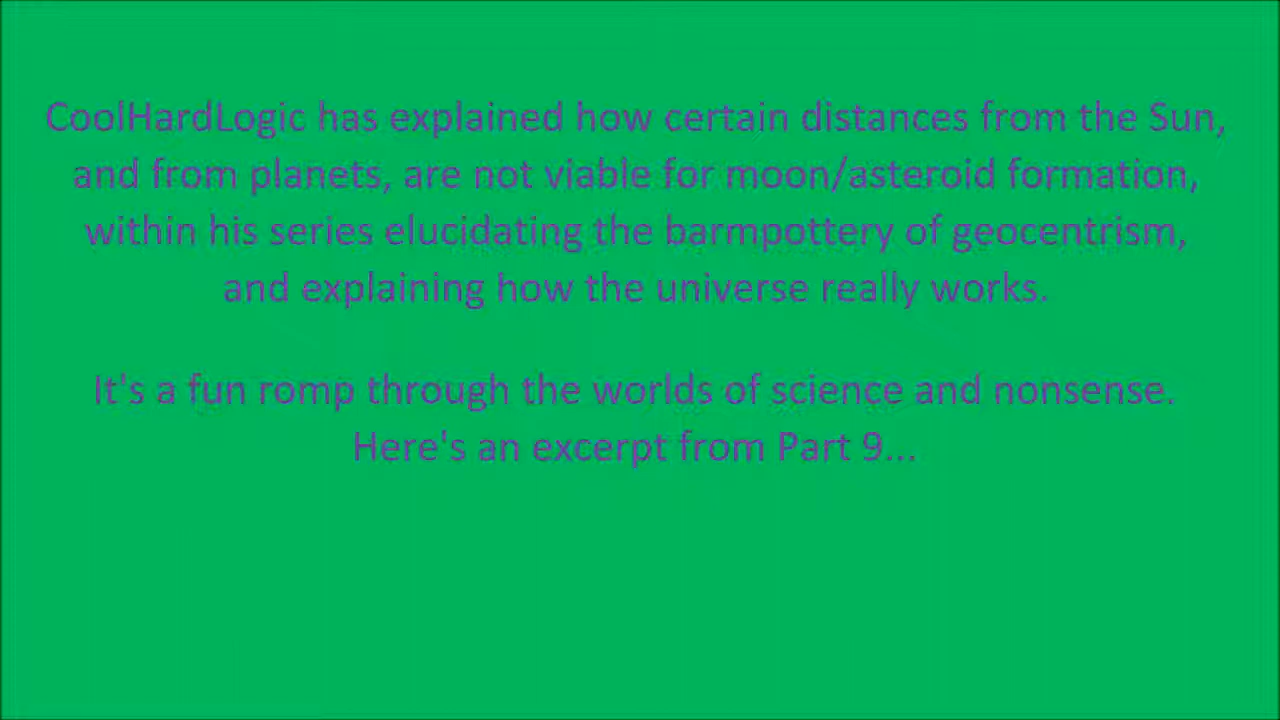 CoolHardLogic has explained how certain distances from the Sun,
and from planets, are not viable for moon/asteroid formation,
within his series elucidating the barmpottery of geocentrism,
and explaining how the universe really works.
It's a fun romp through the worlds of science and nonsense.
Here's an excerpt from Part 9...